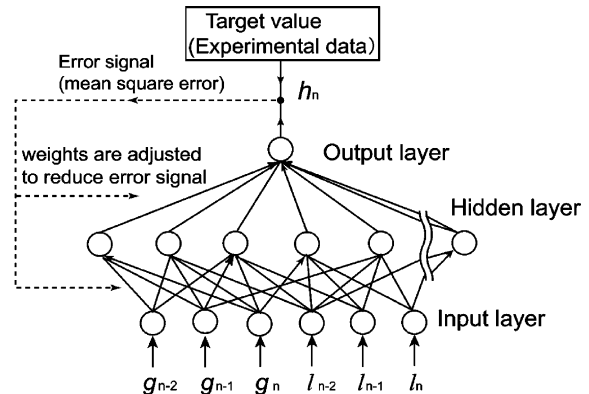 Target value
(Experimental data)
Error signal
(mean square error)
hn
weights are adjusted
to reduce error signal
Output layer
Hidden layer
Input layer
gn-2 gn-1 gn ln-2 ln-1 ln